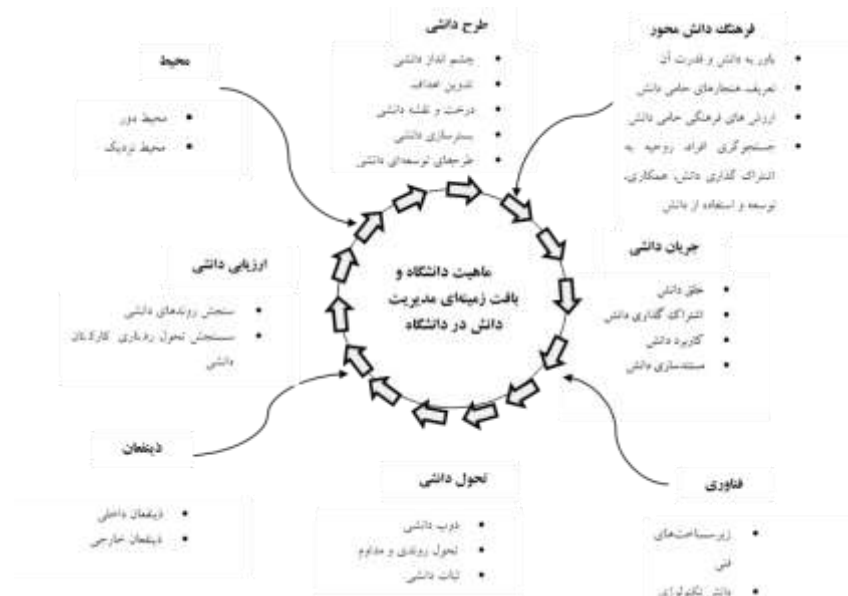 فرهنگ دانش محور
باور به دانش و قدرت آن
تعریف هنجارهای حامی دانش
ارزش های فرهنگی حامی دانش
جستجوگری افراد، روحیه به
اشتراک گذاری دانش، همکاری،
توسعه و استفاده از دانش
طرح دانشی
چشم انداز دانشی
تدوین اهداف
درخت و نقشه دانشی
بسترسازی دانشی
طرحهای توسعه‌ای دانشی
محیط
محیط دور
محیط نزدیک
جریان دانشی
خلق دانش
اشتراک گذاری دانش
کاربرد دانش
مستندسازی دانش
ماهیت دانشگاه و
بافت زمینه‌ای مدیریت
دانش در دانشگاه
ارزیابی دانشی
سنجش روندهای دانشی
سنجش تحول رفتاری کارکنان
دانشی
فناوری
زیرساخت‌های
فنی
دانش تکنولوژی
تحول دانشی
ذوب دانشی
تحول روندی و مداوم
ثبات دانشی
ذینفعان
ذینفعان داخلی
ذینفعان خارجی